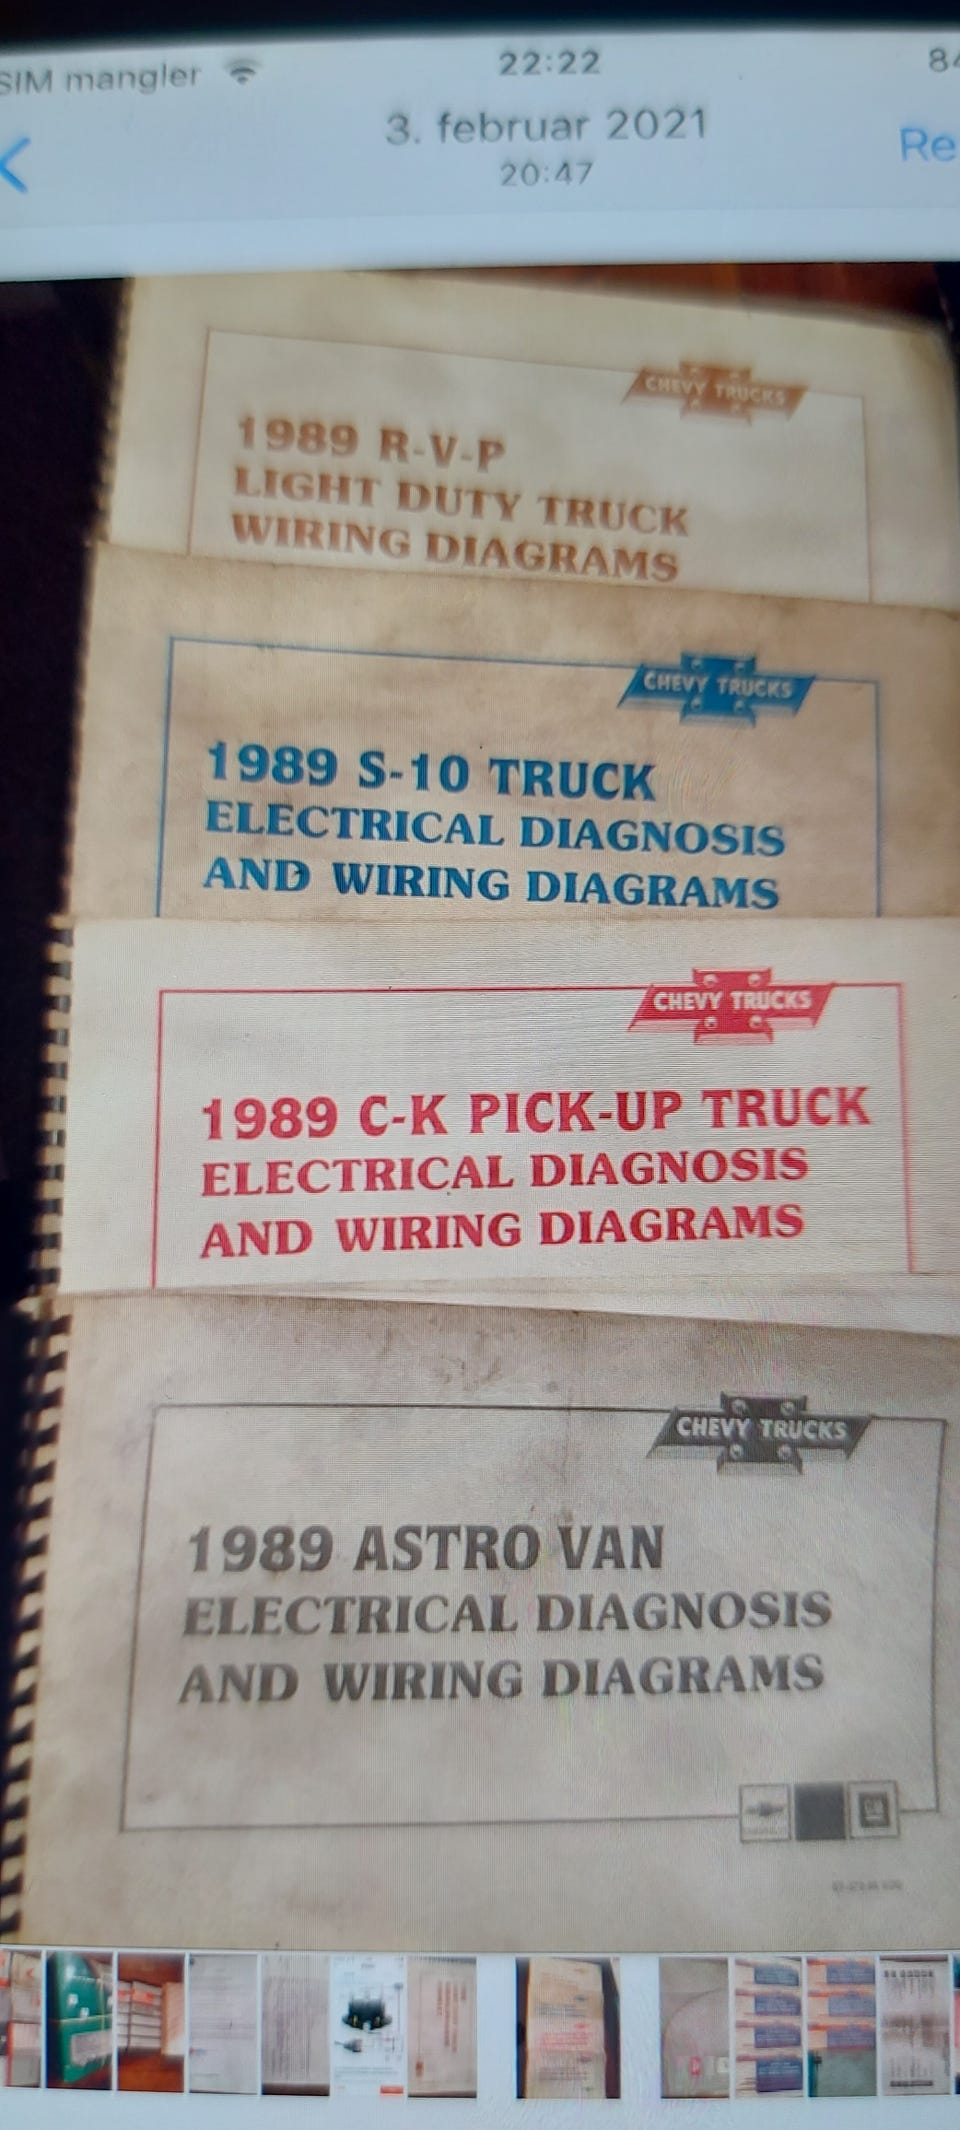 SIM mangler
22:22
84
3. februar 2021
20:47
Re
CHEVY TRUCKS
1989 R-V-P
LIGHT DUTY TRUCK
WIRING DIAGRAMS
CHEVY TRUCKS
1989 S-10 TRUCK
ELECTRICAL DIAGNOSIS
AND WIRING DIAGRAMS
CHEVY TRUCKS
1989 C-K PICK-UP TRUCK
ELECTRICAL DIAGNOSIS
AND WIRING DIAGRAMS
CHEVY TRUCKS
1989 ASTRO VAN
ELECTRICAL DIAGNOSIS
AND WIRING DIAGRAMS